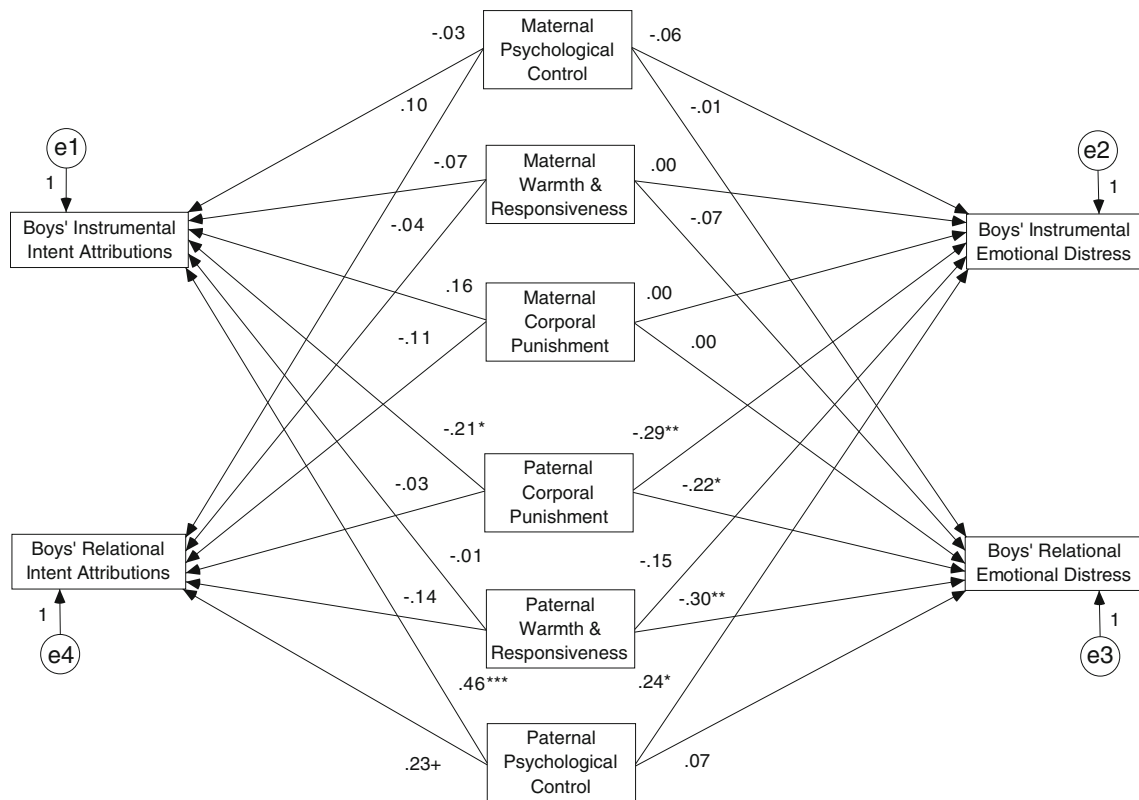 -.03
Maternal
Psychological
Control
-.06
.10
-.01
e1
1
e2
1
-.07
Maternal
Warmth &
Responsiveness
.00
Boys' Instrumental
Intent Attributions
-.04
-.07
Boys' Instrumental
Emotional Distress
.16
Maternal
Corporal
Punishment
.00
-.11
.00
-.21*
Paternal
Corporal
Punishment
-.29**
-.03
-.22*
Boys' Relational
Intent Attributions
-.01
-.15
Boys' Relational
Emotional Distress
-.14
Paternal
Warmth &
Responsiveness
-.30**
1
e4
1
e3
.46***
.24*
.23+
Paternal
Psychological
Control
.07